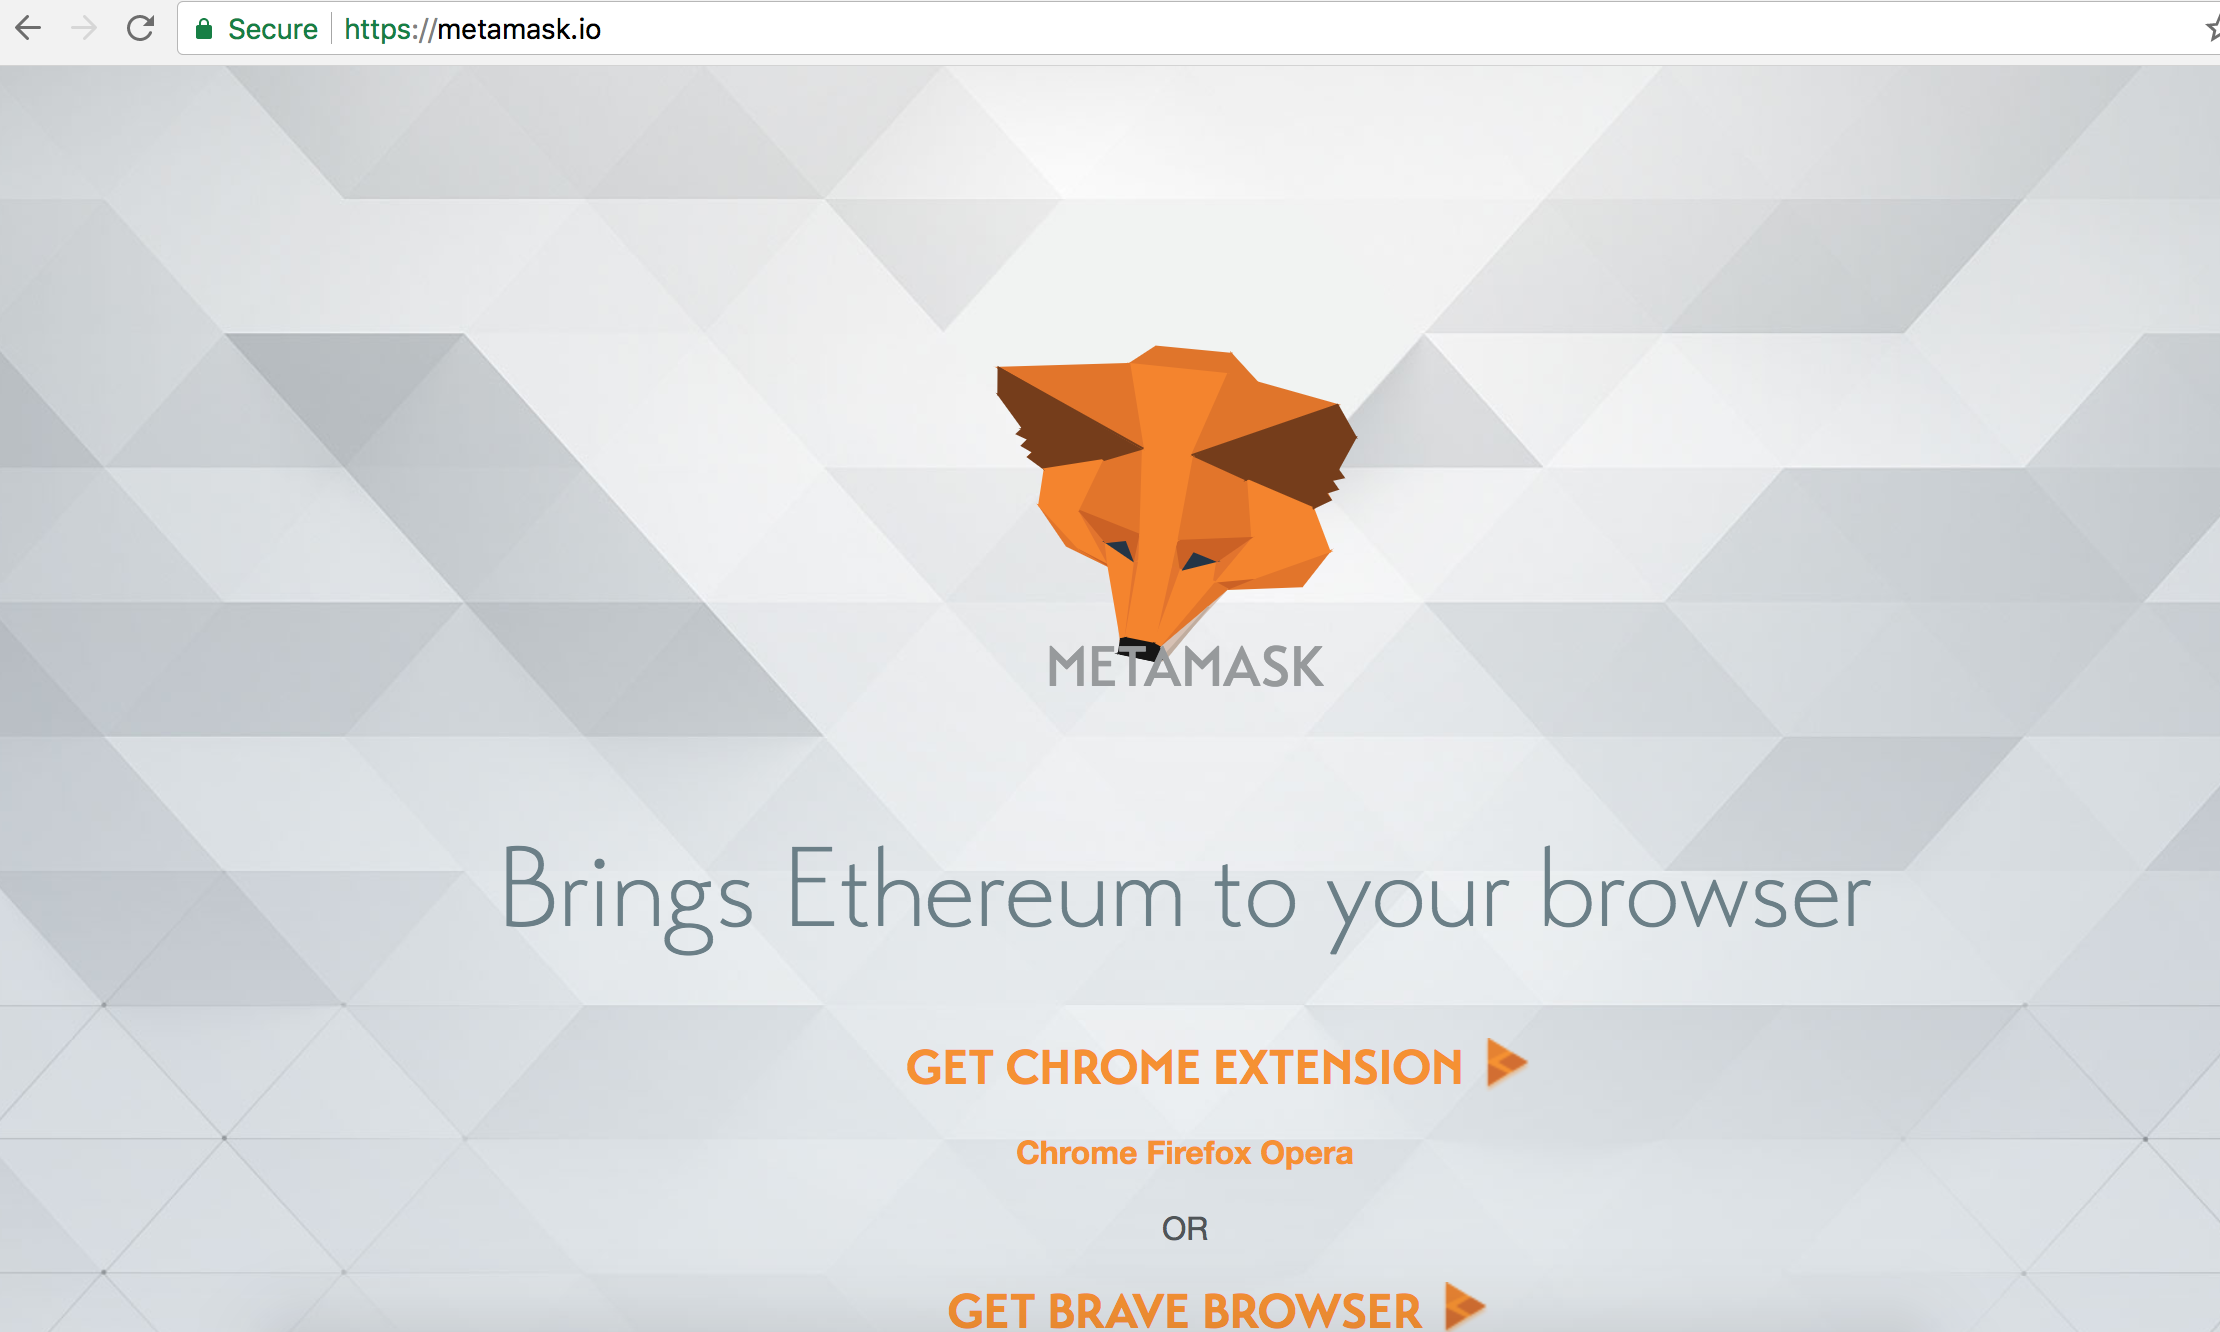 Secure https://metamask.io
METAMASK
Brings Ethereum to your browser
GET CHROME EXTENSION
Chrome Firefox Opera
OR
GET BRAVE BROWSER